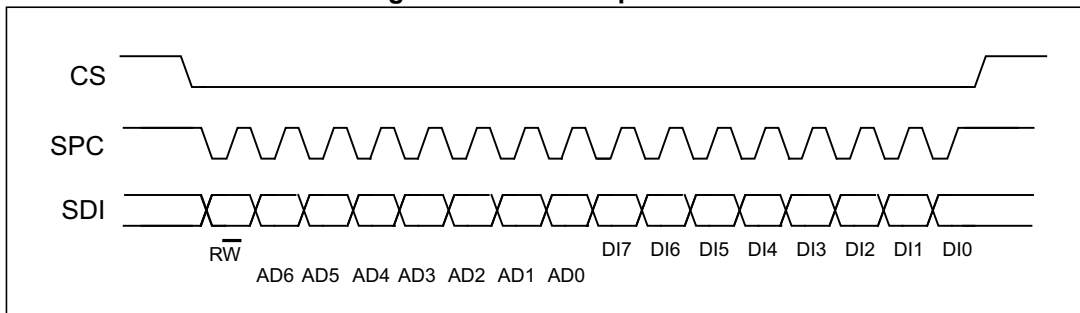 CS
SPC
SDI
RW DI7 DI6 DI5 DI4 DI3 DI2 DI1 DI0
AD6 AD5 AD4 AD3 AD2 AD1 AD0